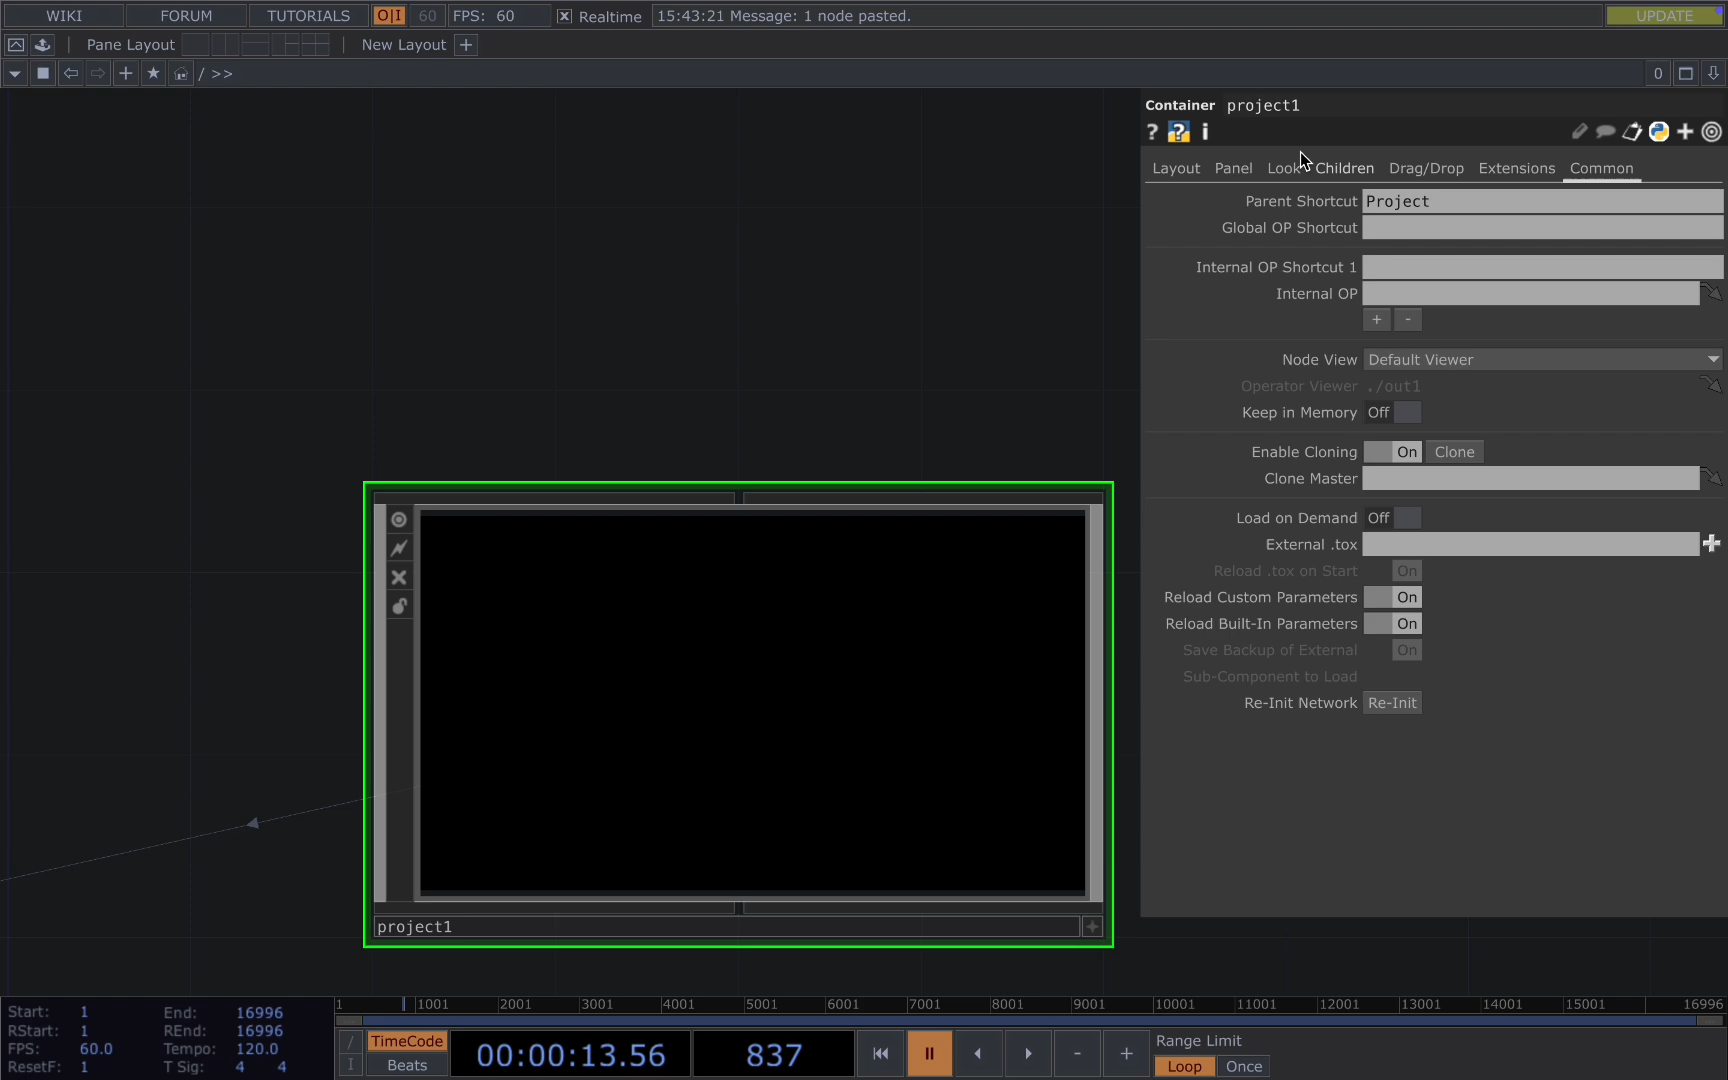 WIKI FORUM TUTORIALS O|I 60 FPS: 60 Realtime 15:43:21 Message: 1 node pasted. UPDATE
Pane Layout New Layout +
/ >> 0
Container project1
? ? i
Layout Panel Look Children Drag/Drop Extensions Common
Parent Shortcut Project
Global OP Shortcut
Internal OP Shortcut 1
Internal OP
+ -
Node View Default Viewer
Operator Viewer ./out1
Keep in Memory Off
Enable Cloning On Clone
Clone Master
Load on Demand Off
External .tox
Reload .tox on Start On
Reload Custom Parameters On
Reload Built-In Parameters On
Save Backup of External On
Sub-Component to Load
Re-Init Network Re-Init
project1
1 1001 2001 3001 4001 5001 6001 7001 8001 9001 10001 11001 12001 13001 14001 15001 16996
Start: 1 End: 16996
RStart: 1 REnd: 16996
FPS: 60.0 Tempo: 120.0
ResetF: 1 T Sig: 4 4
/ TimeCode
I Beats
00:00:13.56 837
- +
Range Limit
Loop Once